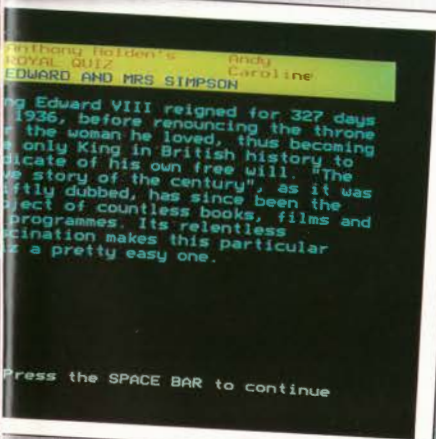 Anthony Holden's Andy
ROYAL QUIZ Caroline
EDWARD AND MRS SIMPSON
ng Edward VIII reigned for 327 days
1936, before renouncing the throne
r the woman he loved, thus becoming
e only King in British history to
dicate of his own free will. "The
ve story of the century", as it was
iftly dubbed, has since been the
bject of countless books, films and
programmes. Its relentless
scination makes this particular
iz a pretty easy one.
Press the SPACE BAR to continue